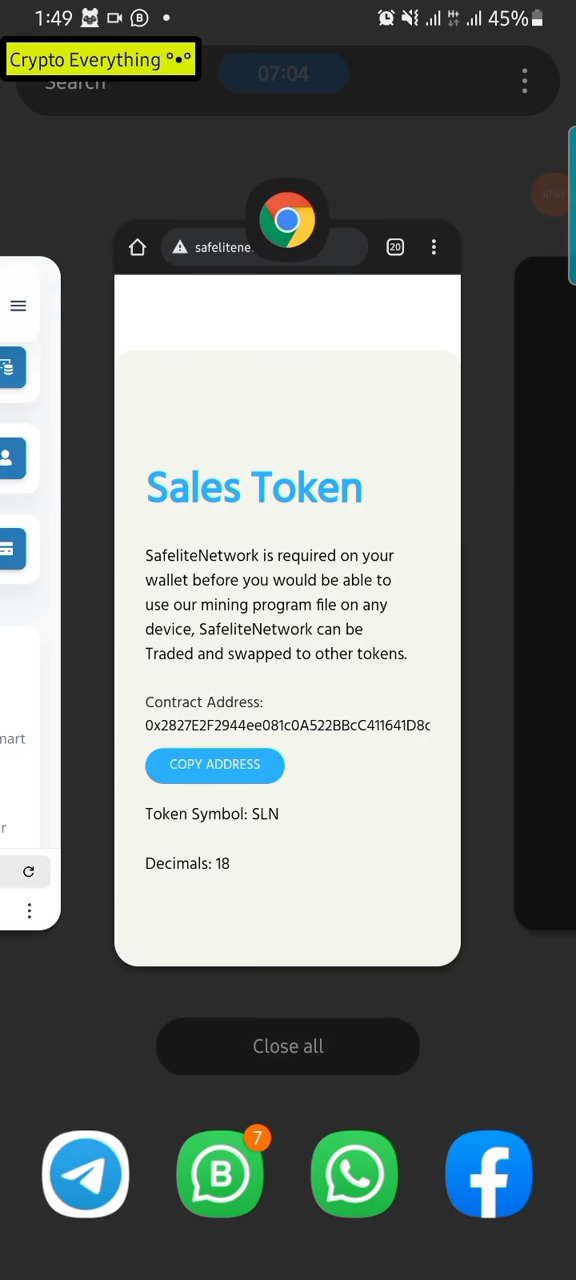 1:49
45%
Crypto Everything °•°
Search
07:04
safelitene
20
Sales Token
SafeliteNetwork is required on your
wallet before you would be able to
use our mining program file on any
device, SafeliteNetwork can be
Traded and swapped to other tokens.
Contract Address:
0x2827E2F2944ee081c0A522BBcC411641D8c
COPY ADDRESS
Token Symbol: SLN
Decimals: 18
mart
r
Close all
7
B